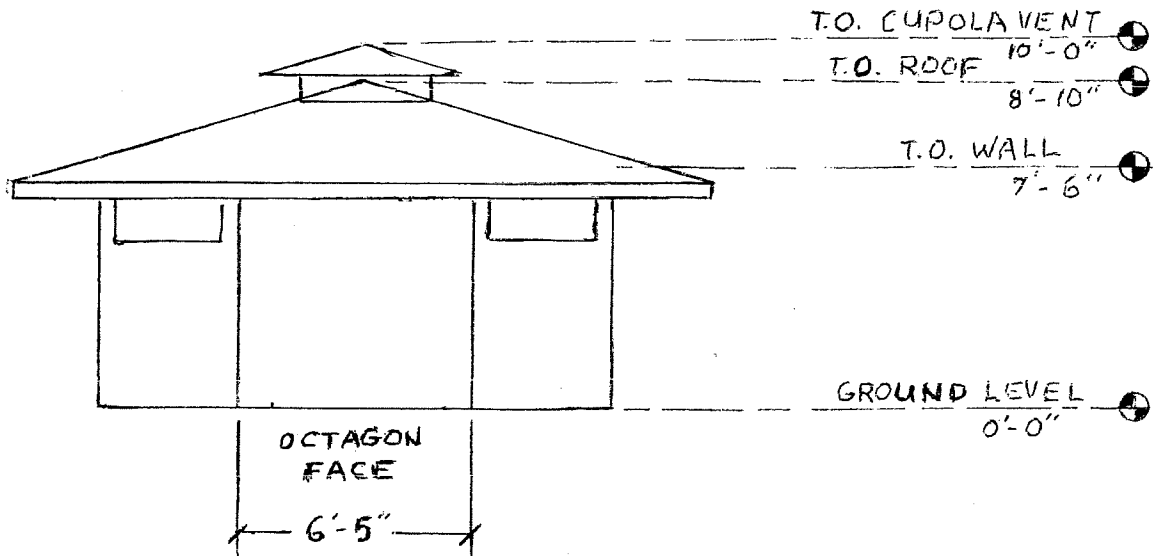 T.O. CUPOLA VENT
10'-0"
T.O. ROOF
8'-10"
T.O. WALL
7'-6"
GROUND LEVEL
0'-0"
OCTAGON
FACE
6'-5"